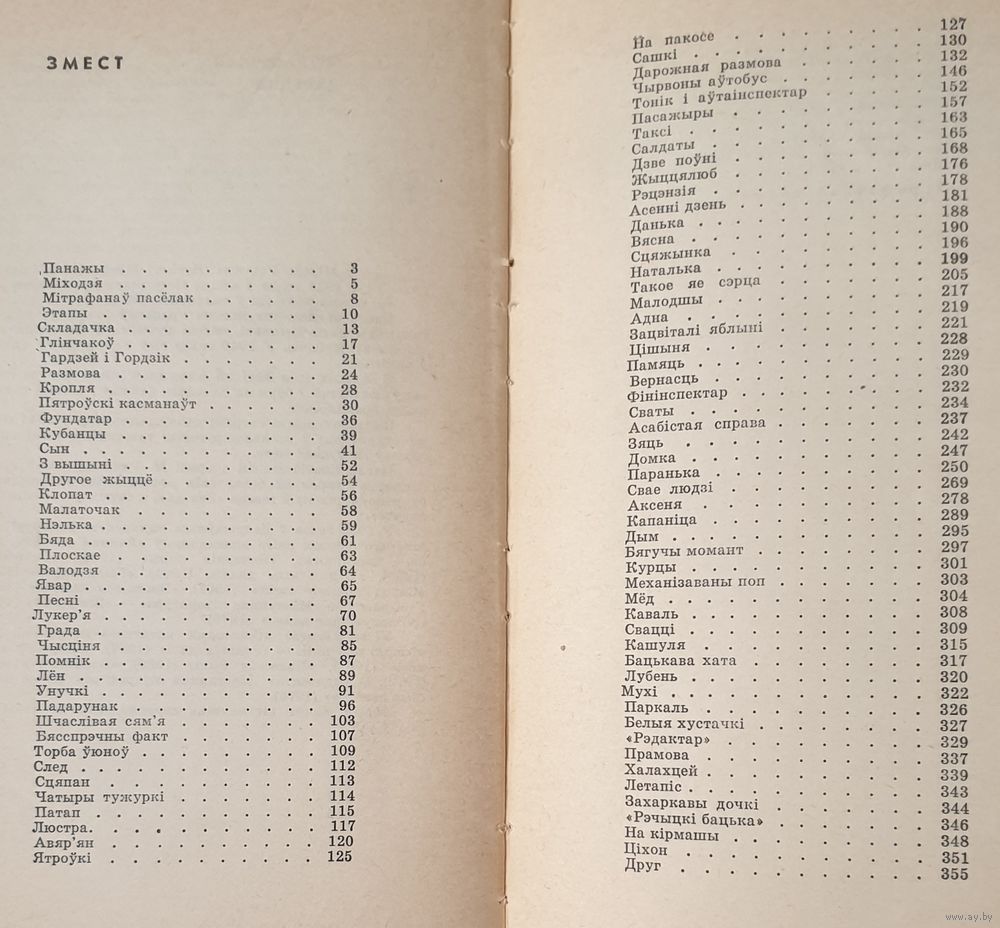 ЗМЕСТ
Панажы . . . . . . . . . . 3
Міходзя . . . . . . . . . . 5
Мітрафанаў пасёлак . . . . . . 8
Этапы . . . . . . . . . . . 10
Складачка . . . . . . . . . . 13
Глінчакоў . . . . . . . . . . 17
Гардзей і Гордзік . . . . . . . 21
Размова . . . . . . . . . . 24
Кропля . . . . . . . . . . . 28
Пятроўскі касманаўт . . . . . . 30
Фундатар . . . . . . . . . . 36
Кубанцы . . . . . . . . . . 39
Сын . . . . . . . . . . . . 41
З вышыні . . . . . . . . . . 52
Другое жыццё . . . . . . . . 54
Клопат . . . . . . . . . . . 56
Малаточак . . . . . . . . . 58
Нэлька . . . . . . . . . . . 59
Бяда . . . . . . . . . . . . 61
Плоскае . . . . . . . . . . 63
Валодзя . . . . . . . . . . 64
Явар . . . . . . . . . . . . 65
Песні . . . . . . . . . . . 67
Лукер’я . . . . . . . . . . . 70
Града . . . . . . . . . . . 81
Чысціня . . . . . . . . . . 85
Помнік . . . . . . . . . . . 87
Лён . . . . . . . . . . . . 89
Унучкі . . . . . . . . . . . 91
Падарунак . . . . . . . . . 96
Шчаслівая сям’я . . . . . . . 103
Бясспрэчны факт . . . . . . . 107
Торба ўюноў . . . . . . . . . 109
След . . . . . . . . . . . . 112
Сцяпан . . . . . . . . . . . 113
Чатыры тужуркі . . . . . . . 114
Патап . . . . . . . . . . . 115
Люстра. . . . . . . . . . . 117
Авяр’ян . . . . . . . . . . 120
Ятроўкі . . . . . . . . . . 125
На пакосе . . . . . . . . . 127
Сашкі . . . . . . . . . . . 130
Дарожная размова . . . . . . 132
Чырвоны аўтобус . . . . . . . 146
Тонік і аўтаінспектар . . . . . 152
Пасажыры . . . . . . . . . 157
Таксі . . . . . . . . . . . 163
Салдаты . . . . . . . . . . 165
Дзве поўні . . . . . . . . . 168
Жыццялюб . . . . . . . . . 176
Рэцэнзія . . . . . . . . . . 178
Асенні дзень . . . . . . . . 181
Данька . . . . . . . . . . . 188
Вясна . . . . . . . . . . . 190
Сцяжынка . . . . . . . . . 196
Наталька . . . . . . . . . . 199
Такое яе сэрца . . . . . . . 205
Малодшы . . . . . . . . . . 217
Адна . . . . . . . . . . . 219
Зацвіталі яблыні . . . . . . . 221
Цішыня . . . . . . . . . . 228
Памяць . . . . . . . . . . . 229
Вернасць . . . . . . . . . . 230
Фінінспектар . . . . . . . . 232
Сваты . . . . . . . . . . . 234
Асабістая справа . . . . . . . 237
Зяць . . . . . . . . . . . 242
Домка . . . . . . . . . . . 247
Паранька . . . . . . . . . . 250
Свае людзі . . . . . . . . . 269
Аксеня . . . . . . . . . . 278
Капаніца . . . . . . . . . . 289
Дым . . . . . . . . . . . . 295
Бягучы момант . . . . . . . . 297
Курцы . . . . . . . . . . . 301
Механізаваны поп . . . . . . . 303
Мёд . . . . . . . . . . . . 304
Каваль . . . . . . . . . . . 308
Свацці . . . . . . . . . . . 309
Кашуля . . . . . . . . . . 315
Бацькава хата . . . . . . . . 317
Лубень . . . . . . . . . . . 320
Мухі . . . . . . . . . . . . 322
Паркаль . . . . . . . . . . 326
Белыя хустачкі . . . . . . . . 327
«Рэдактар» . . . . . . . . . 329
Прамова . . . . . . . . . . 337
Халахцей . . . . . . . . . . 339
Летапіс . . . . . . . . . . . 343
Захаркавы дочкі . . . . . . . 344
«Рэчыцкі бацька» . . . . . . . 346
На кірмашы . . . . . . . . . 348
Ціхон . . . . . . . . . . . 351
Друг . . . . . . . . . . . 355
www.ay.by